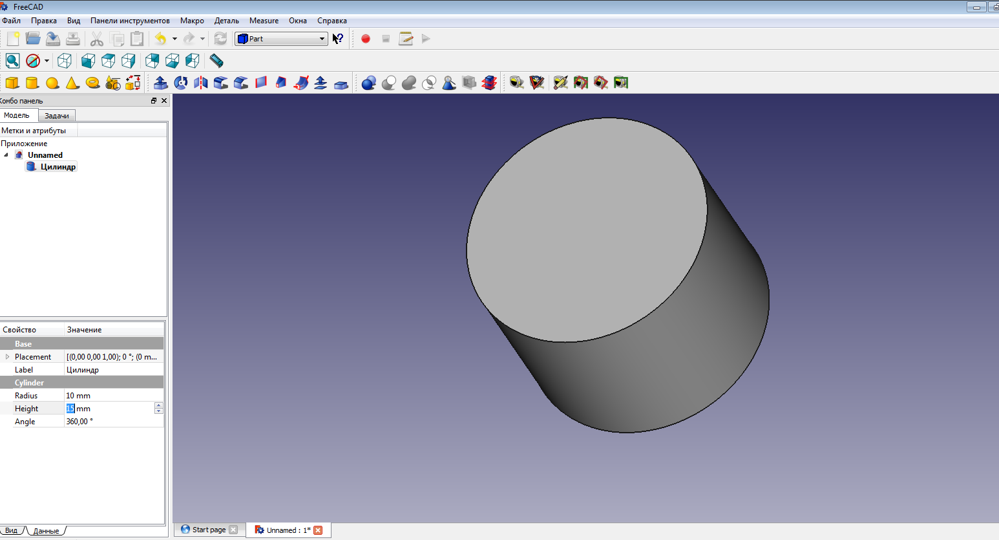 FreeCAD
Файл Правка Вид Панели инструментов Макро Деталь Measure Окна Справка
Part
Комбо панель
Модель Задачи
Метки и атрибуты
Приложение
Unnamed
Цилиндр
Свойство Значение
Base
Placement [(0,00 0,00 1,00); 0 °; (0 m...
Label Цилиндр
Cylinder
Radius 10 mm
Height 15 mm
Angle 360,00 °
Вид Данные
Start page Unnamed : 1*